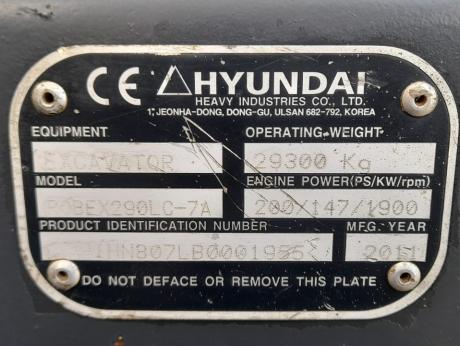 CE HYUNDAI
HEAVY INDUSTRIES CO., LTD.
1, JEONHA-DONG, DONG-GU, ULSAN 682-792, KOREA
EQUIPMENT OPERATING-WEIGHT
EXCAVATOR 29300 Kg
MODEL ENGINE POWER(PS/KW/rpm)
ROBEX290LC-7A 200/147/1900
PRODUCT IDENTIFICATION NUMBER MFG. YEAR
2011
DO NOT DEFACE OR REMOVE THIS PLATE